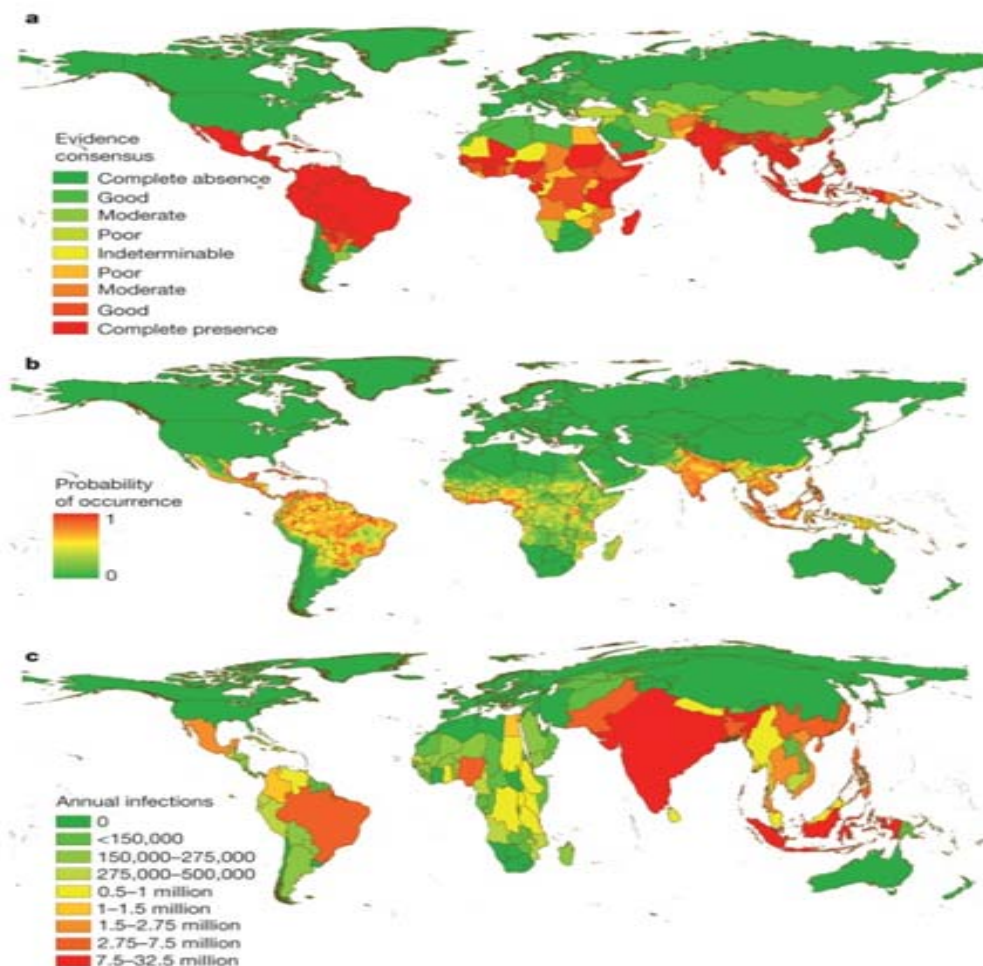 a
Evidence
consensus
Complete absence
Good
Moderate
Poor
Indeterminable
Poor
Moderate
Good
Complete presence
b
Probability
of occurrence
1
0
c
Annual infections
0
<150,000
150,000–275,000
275,000–500,000
0.5–1 million
1–1.5 million
1.5–2.75 million
2.75–7.5 million
7.5–32.5 million